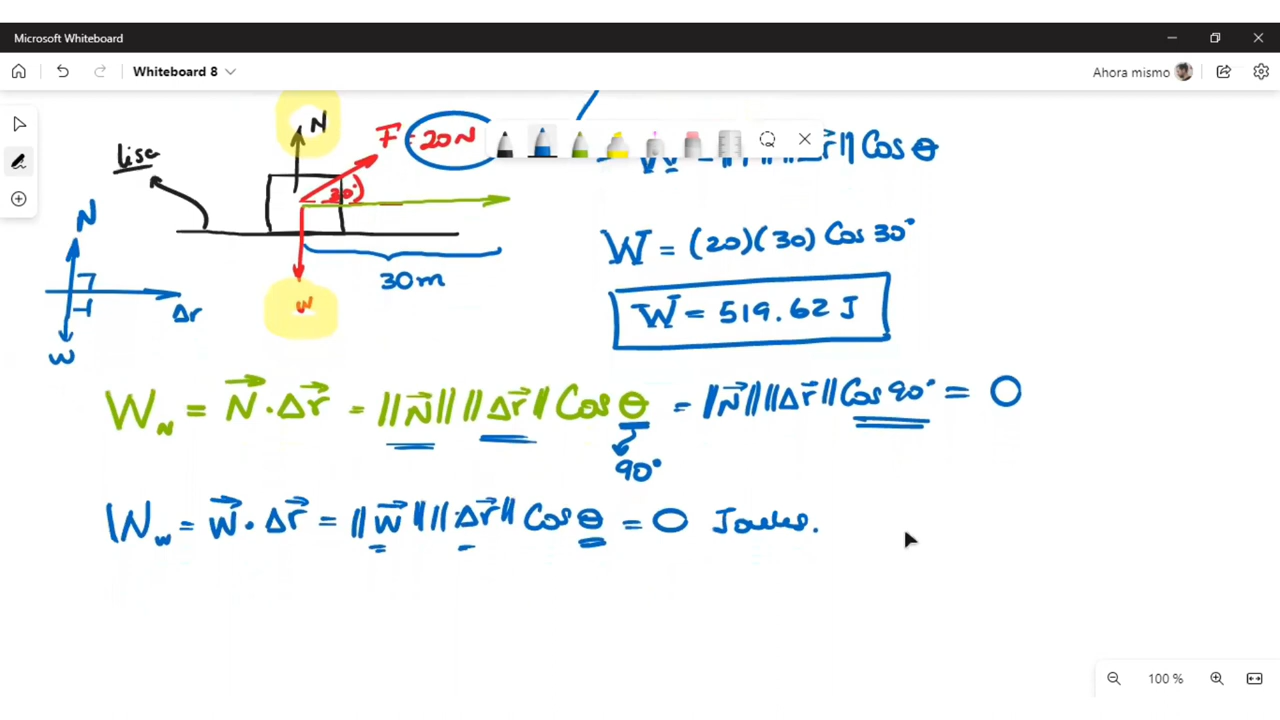 Microsoft Whiteboard
Whiteboard 8
Ahora mismo
N
lisa
F = 20N
30°
30m
W
N
Δr
W
‖ Cos θ
W = (20)(30) Cos 30°
W = 519.62 J
W_N = N⃗ · Δr⃗ = ‖N⃗‖ ‖Δr⃗‖ Cos θ = ‖N⃗‖ ‖Δr⃗‖ Cos 90° = 0
90°
W_w = w⃗ · Δr⃗ = ‖w⃗‖ ‖Δr⃗‖ Cos θ = 0 Joules.
100 %